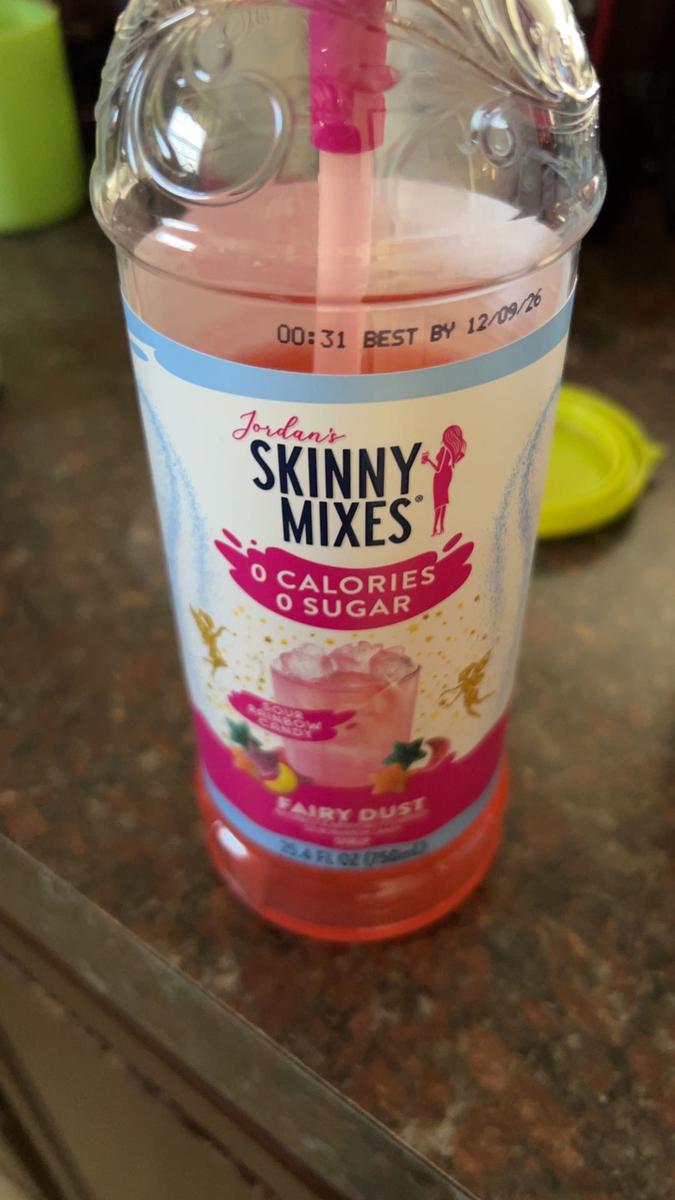 00:31 BEST BY 12/09/26
Jordan's
SKINNY
MIXES®
0 CALORIES
0 SUGAR
SOUR
RAINBOW
CANDY
FAIRY DUST
25.4 FL OZ (750mL)